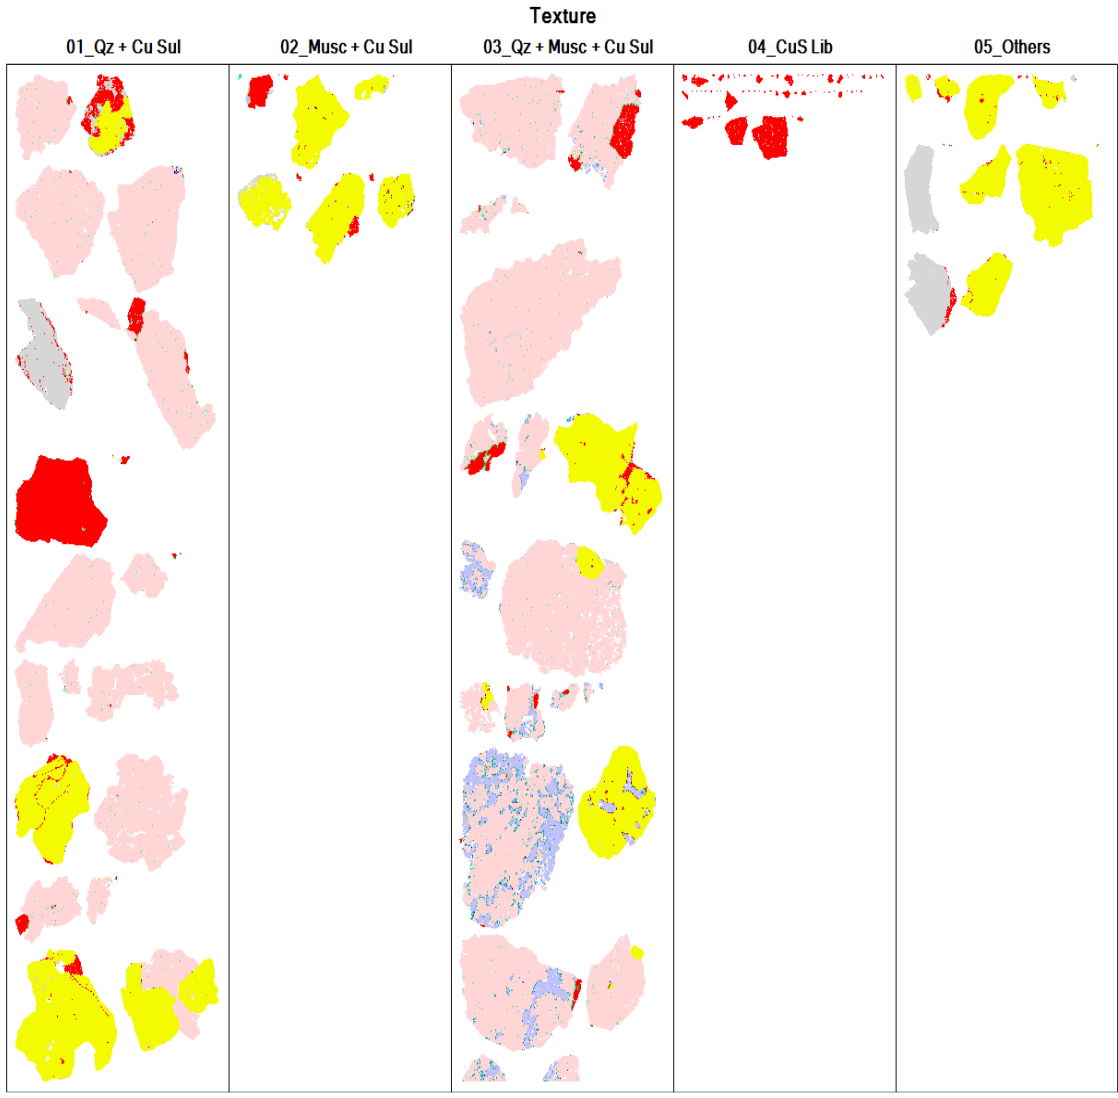 Texture
01_Qz + Cu Sul
02_Musc + Cu Sul
03_Qz + Musc + Cu Sul
04_CuS Lib
05_Others